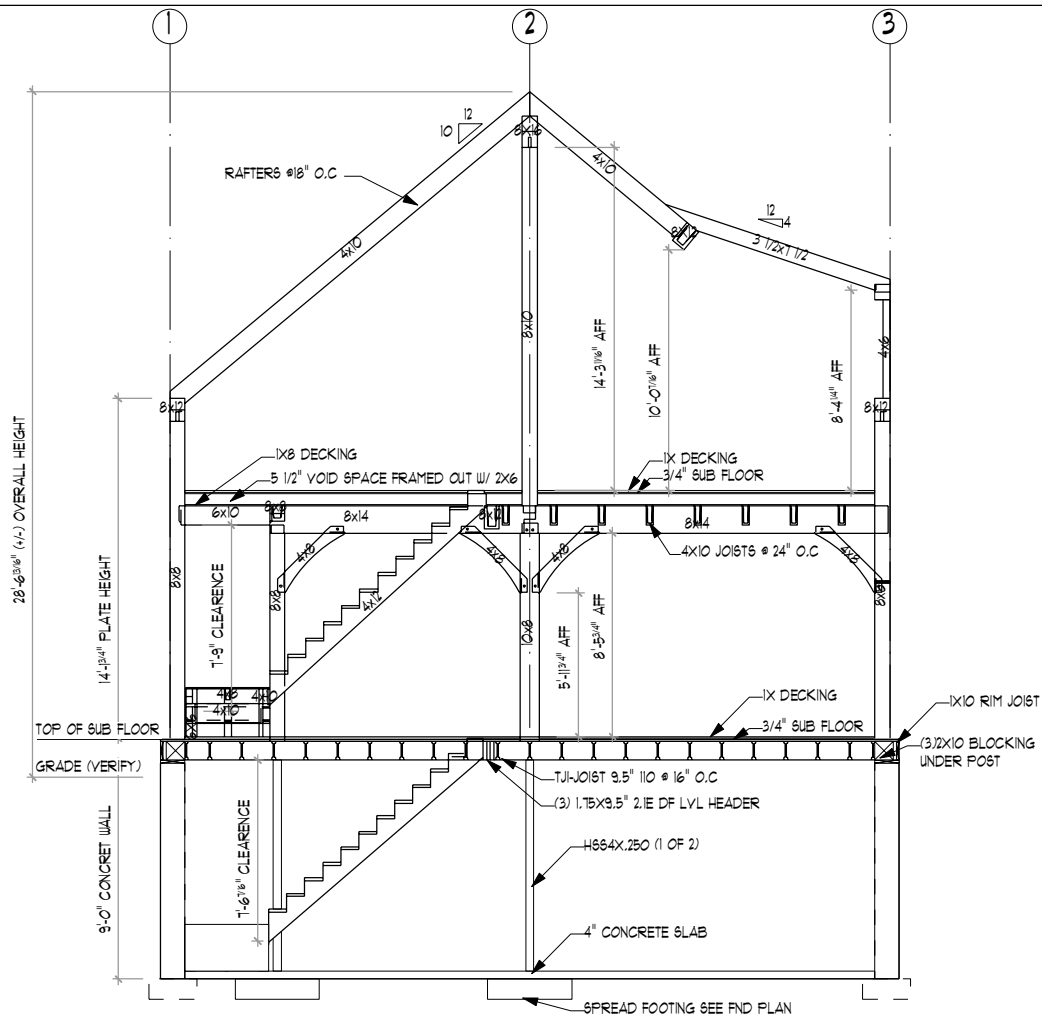 1
2
3
12
10
8X16
RAFTERS @18" O.C
4X10
4X10
12
4
3 1/2X7 1/2
8X10
14'-3 11/16" AFF
10'-0 7/16" AFF
8'-4 1/4" AFF
4X6
8X12
8X12
28'-6 13/16" (+/-) OVERALL HEIGHT
14'-1 3/4" PLATE HEIGHT
1X8 DECKING
5 1/2" VOID SPACE FRAMED OUT W/ 2X6
1X DECKING
3/4" SUB FLOOR
6X10
8X8
8X14
8X12
8X14
4X10 JOISTS @ 24" O.C
4X8
4X8
4X8
4X8
8X8
7'-9" CLEARENCE
8X8
4X12
10X8
5'-11 3/4" AFF
8'-5 3/4" AFF
4X8
4X10
4X10
1X DECKING
3/4" SUB FLOOR
1X10 RIM JOIST
(3)2X10 BLOCKING
UNDER POST
TOP OF SUB FLOOR
GRADE (VERIFY)
TJI-JOIST 9.5" 110 @ 16" O.C
(3) 1.75X9.5" 2.1E DF LVL HEADER
9'-0" CONCRET WALL
7'-6 7/16" CLEARENCE
HSS4X.250 (1 OF 2)
4" CONCRETE SLAB
SPREAD FOOTING SEE FND PLAN